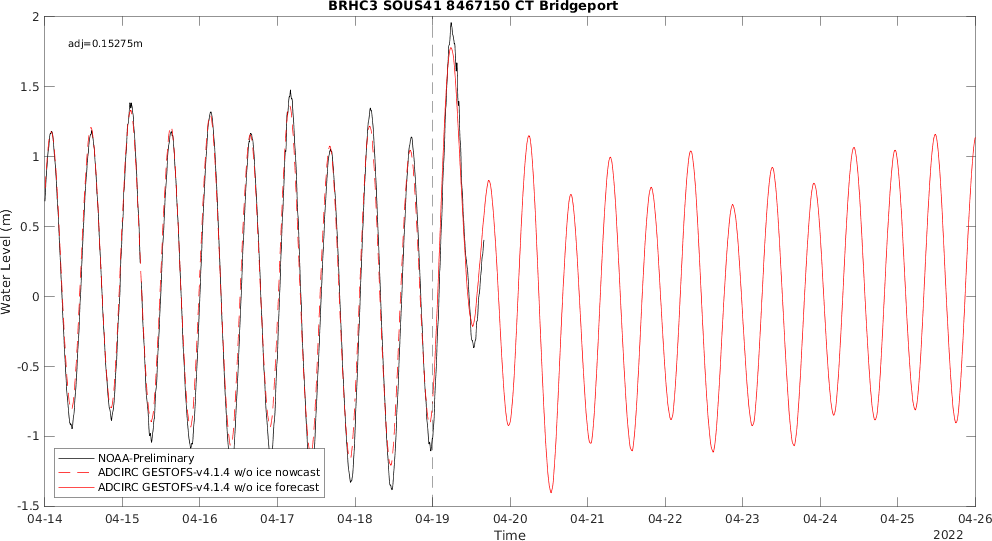 BRHC3 SOUS41 8467150 CT Bridgeport
adj=0.15275m
2
1.5
1
0.5
0
-0.5
-1
-1.5
Water Level (m)
NOAA-Preliminary
ADCIRC GESTOFS-v4.1.4 w/o ice nowcast
ADCIRC GESTOFS-v4.1.4 w/o ice forecast
04-14 04-15 04-16 04-17 04-18 04-19 04-20 04-21 04-22 04-23 04-24 04-25 04-26
Time
2022